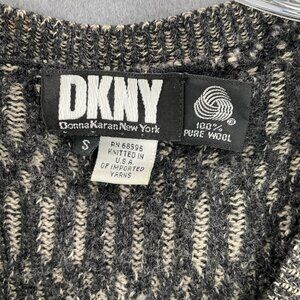 DKNY
Donna Karan New York
100%
PURE WOOL
®
S
RN 68596
KNITTED IN
U.S.A.
OF IMPORTED
YARNS